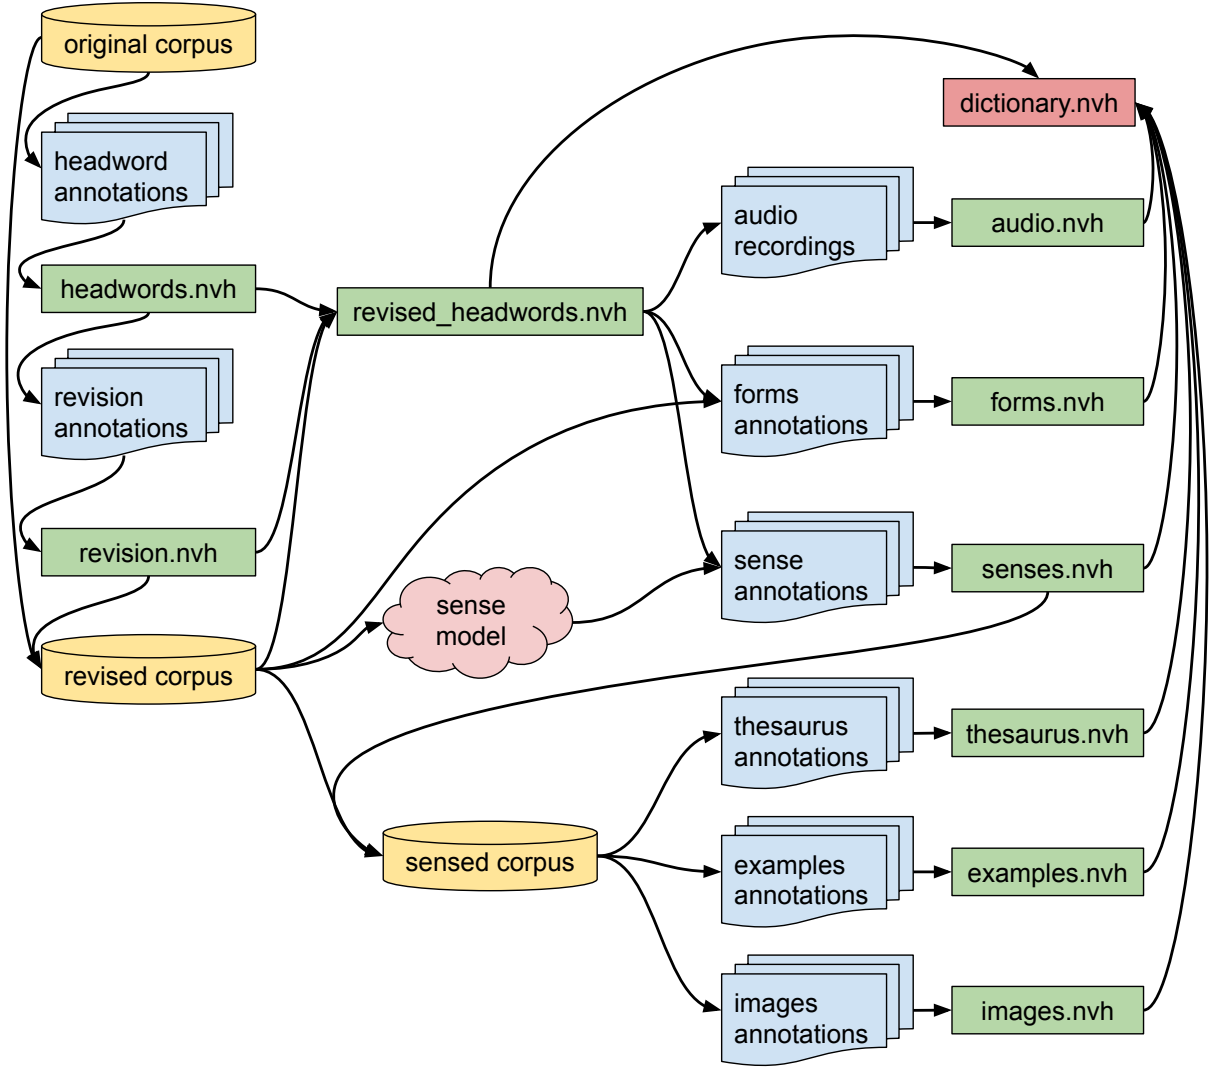 original corpus
headword
annotations
headwords.nvh
revision
annotations
revision.nvh
revised corpus
revised_headwords.nvh
sense
model
sensed corpus
dictionary.nvh
audio
recordings
audio.nvh
forms
annotations
forms.nvh
sense
annotations
senses.nvh
thesaurus
annotations
thesaurus.nvh
examples
annotations
examples.nvh
images
annotations
images.nvh